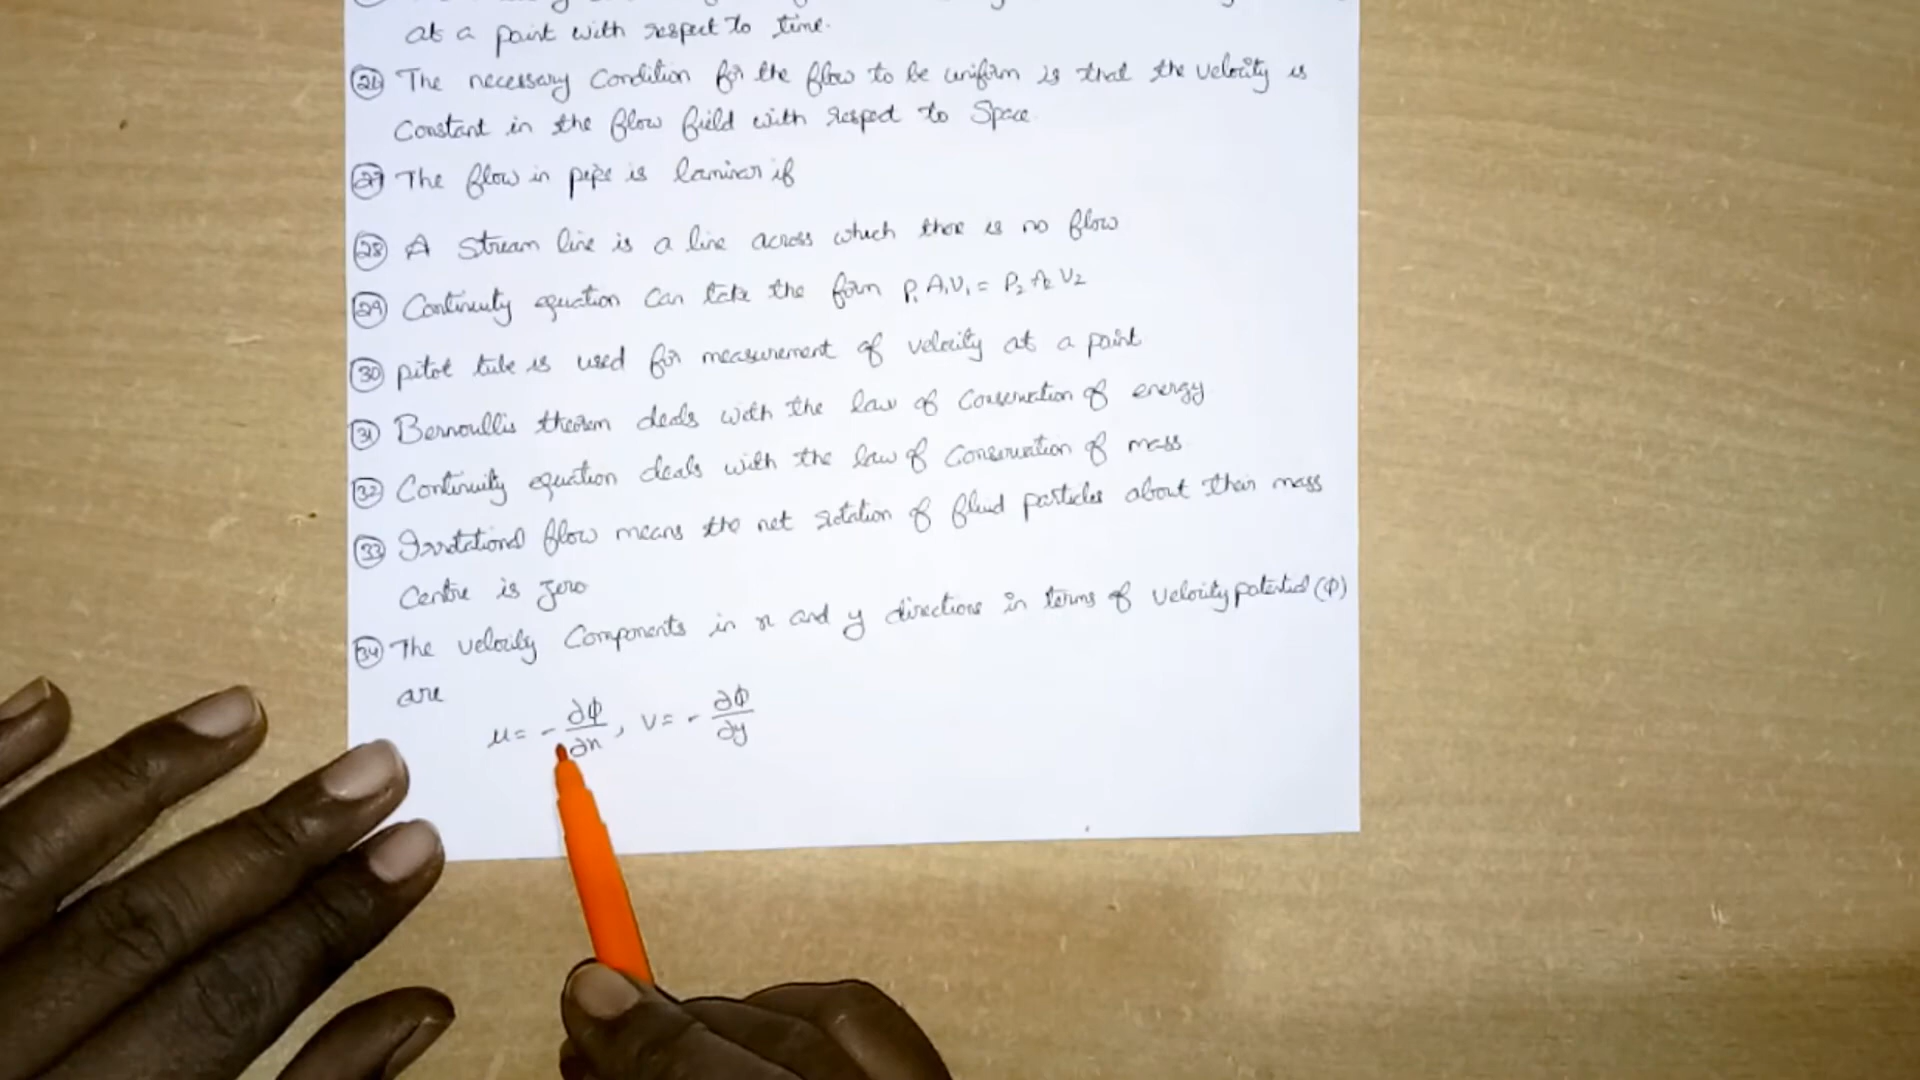 at a point with respect to time.
(26) The necessary Condition for the flow to be uniform is that the velocity is
Constant in the flow field with respect to Space.
(27) The flow in pipe is laminar if
(28) A Stream line is a line across which there is no flow
(29) Continuity equation Can take the form ρ₁A₁V₁ = ρ₂A₂V₂
(30) pitot tube is used for measurement of velocity at a point
(31) Bernoullis theorem deals with the law of Conservation of energy
(32) Continuity equation deals with the law of Conservation of mass
(33) Irrotational flow means the net rotation of fluid particles about their mass
Centre is zero
(34) The velocity Components in x and y directions in terms of velocity potential (Φ)
are
u = -∂Φ/∂x, v = -∂Φ/∂y